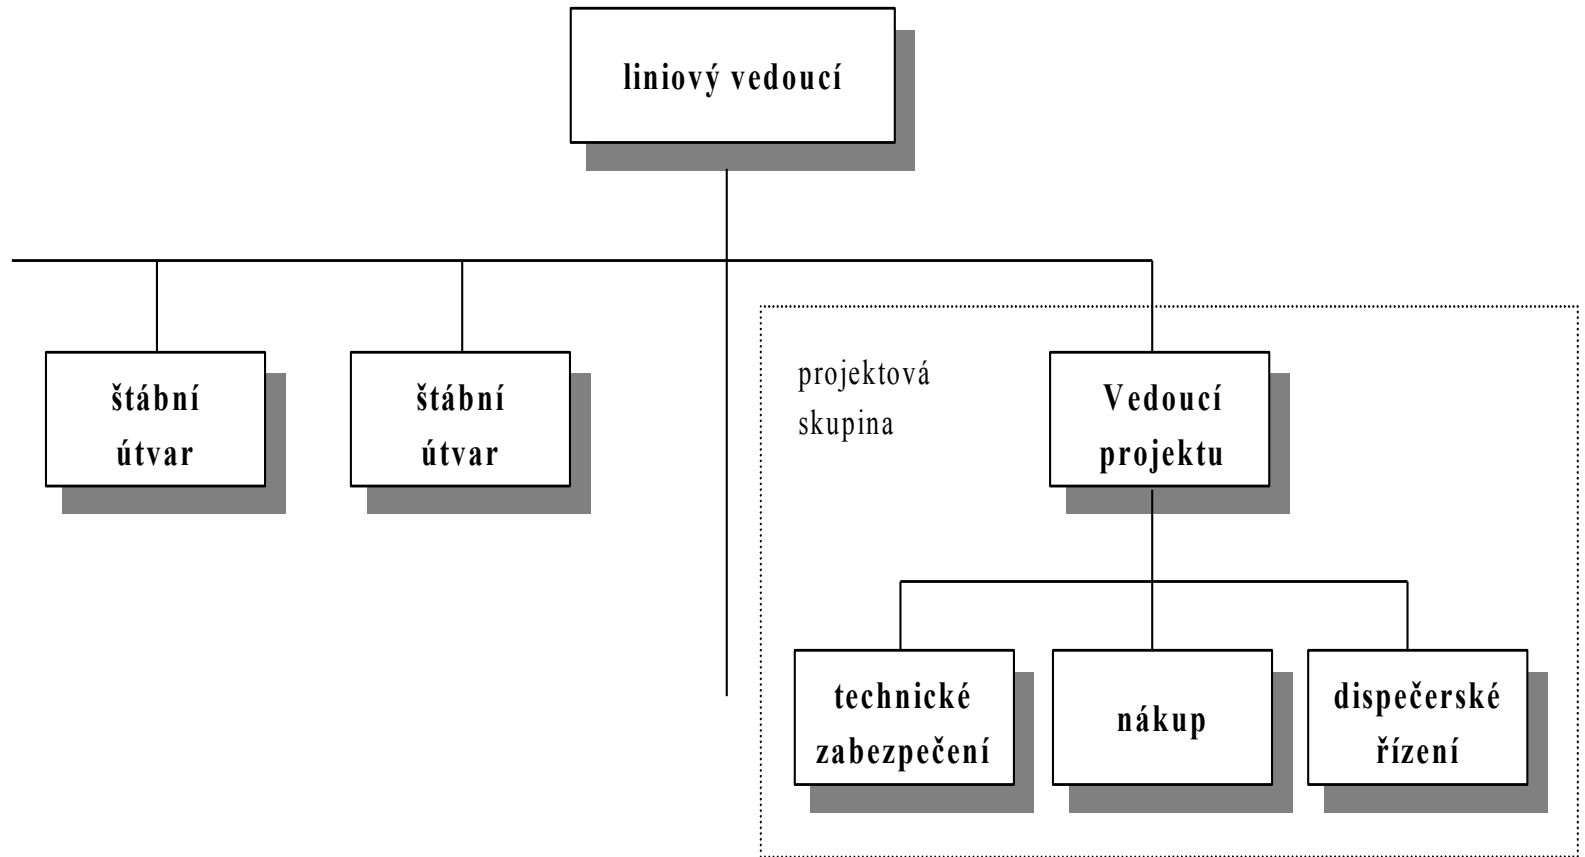 liniový vedoucí
štábní
útvar
štábní
útvar
projektová
skupina
Vedoucí
projektu
technické
zabezpečení
nákup
dispečerské
řízení